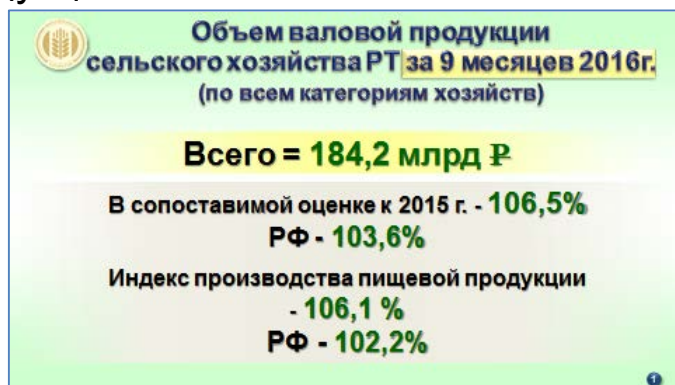 Объем валовой продукции
сельского хозяйства РТ за 9 месяцев 2016г.
(по всем категориям хозяйств)
Всего = 184,2 млрд ₽
В сопоставимой оценке к 2015 г. - 106,5%
РФ - 103,6%
Индекс производства пищевой продукции
- 106,1 %
РФ - 102,2%
1